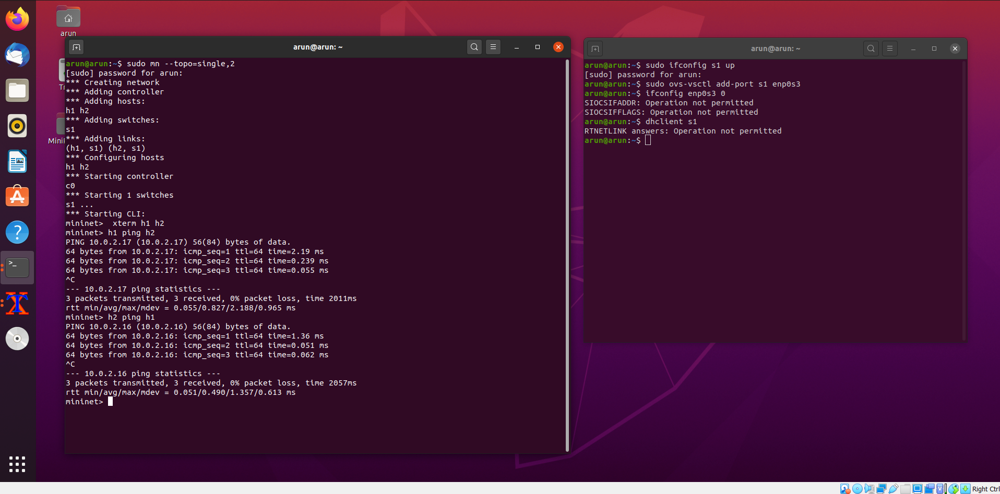 arun
Tr
Mini
arun@arun: ~
arun@arun:~$ sudo mn --topo=single,2
[sudo] password for arun:
*** Creating network
*** Adding controller
*** Adding hosts:
h1 h2
*** Adding switches:
s1
*** Adding links:
(h1, s1) (h2, s1)
*** Configuring hosts
h1 h2
*** Starting controller
c0
*** Starting 1 switches
s1 ...
*** Starting CLI:
mininet>  xterm h1 h2
mininet> h1 ping h2
PING 10.0.2.17 (10.0.2.17) 56(84) bytes of data.
64 bytes from 10.0.2.17: icmp_seq=1 ttl=64 time=2.19 ms
64 bytes from 10.0.2.17: icmp_seq=2 ttl=64 time=0.239 ms
64 bytes from 10.0.2.17: icmp_seq=3 ttl=64 time=0.055 ms
^C
--- 10.0.2.17 ping statistics ---
3 packets transmitted, 3 received, 0% packet loss, time 2011ms
rtt min/avg/max/mdev = 0.055/0.827/2.188/0.965 ms
mininet> h2 ping h1
PING 10.0.2.16 (10.0.2.16) 56(84) bytes of data.
64 bytes from 10.0.2.16: icmp_seq=1 ttl=64 time=1.36 ms
64 bytes from 10.0.2.16: icmp_seq=2 ttl=64 time=0.051 ms
64 bytes from 10.0.2.16: icmp_seq=3 ttl=64 time=0.062 ms
^C
--- 10.0.2.16 ping statistics ---
3 packets transmitted, 3 received, 0% packet loss, time 2057ms
rtt min/avg/max/mdev = 0.051/0.490/1.357/0.613 ms
mininet>
arun@arun: ~
arun@arun:~$ sudo ifconfig s1 up
[sudo] password for arun:
arun@arun:~$ sudo ovs-vsctl add-port s1 enp0s3
arun@arun:~$ ifconfig enp0s3 0
SIOCSIFADDR: Operation not permitted
SIOCSIFFLAGS: Operation not permitted
arun@arun:~$ dhclient s1
RTNETLINK answers: Operation not permitted
arun@arun:~$
Right Ctrl